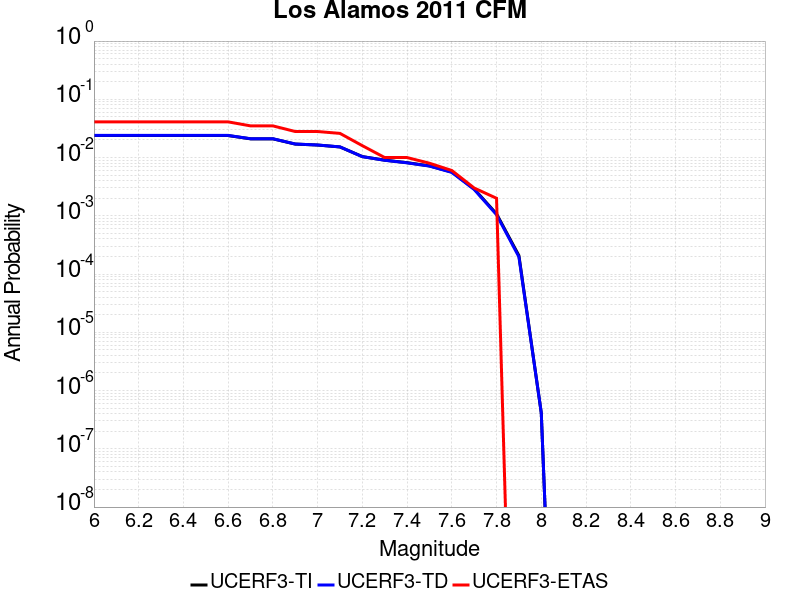 Los Alamos 2011 CFM
10^0
10^-1
10^-2
10^-3
10^-4
10^-5
10^-6
10^-7
10^-8
Annual Probability
6 6.2 6.4 6.6 6.8 7 7.2 7.4 7.6 7.8 8 8.2 8.4 8.6 8.8 9
Magnitude
UCERF3-TI UCERF3-TD UCERF3-ETAS